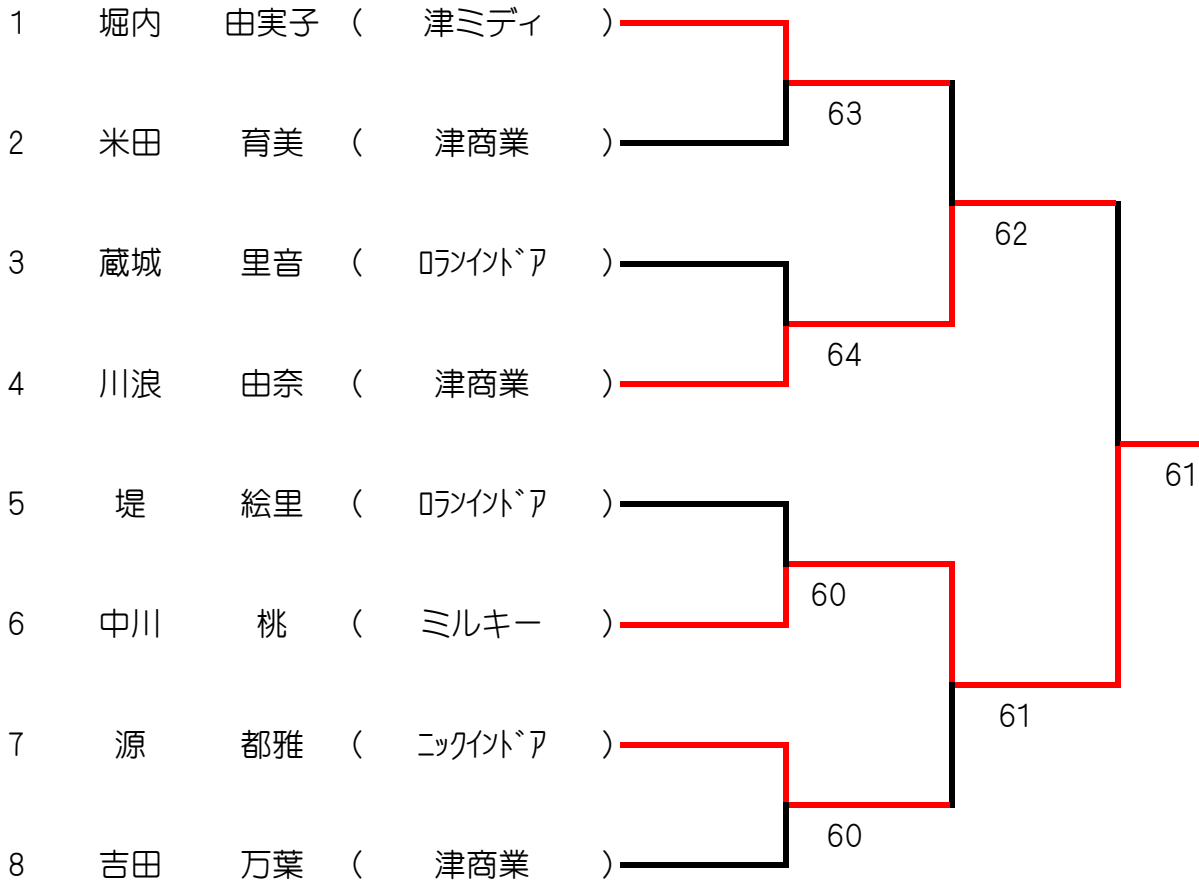 1 堀内 由実子 ( 津ミディ )
63
2 米田 育美 ( 津商業 )
62
3 蔵城 里音 ( ロランインドア )
64
4 川浪 由奈 ( 津商業 )
61
5 堤 絵里 ( ロランインドア )
60
6 中川 桃 ( ミルキー )
61
7 源 都雅 ( ニックインドア )
60
8 吉田 万葉 ( 津商業 )